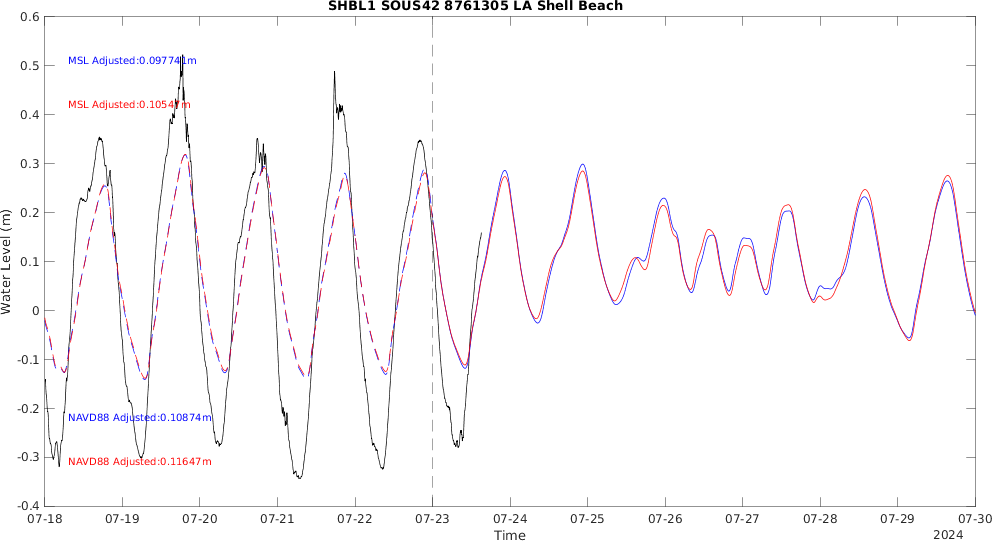 SHBL1 SOUS42 8761305 LA Shell Beach
0.6
0.5
0.4
0.3
0.2
0.1
0
-0.1
-0.2
-0.3
-0.4
Water Level (m)
MSL Adjusted:0.097741m
MSL Adjusted:0.1054 m
NAVD88 Adjusted:0.10874m
NAVD88 Adjusted:0.11647m
07-18 07-19 07-20 07-21 07-22 07-23 07-24 07-25 07-26 07-27 07-28 07-29 07-30
Time
2024